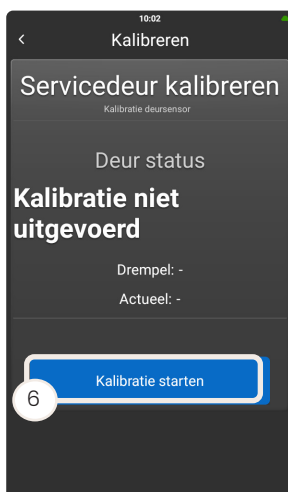 10:02
Kalibreren
Servicedeur kalibreren
Kalibratie deursensor
Deur status
Kalibratie niet
uitgevoerd
Drempel: -
Actueel: -
Kalibratie starten
6